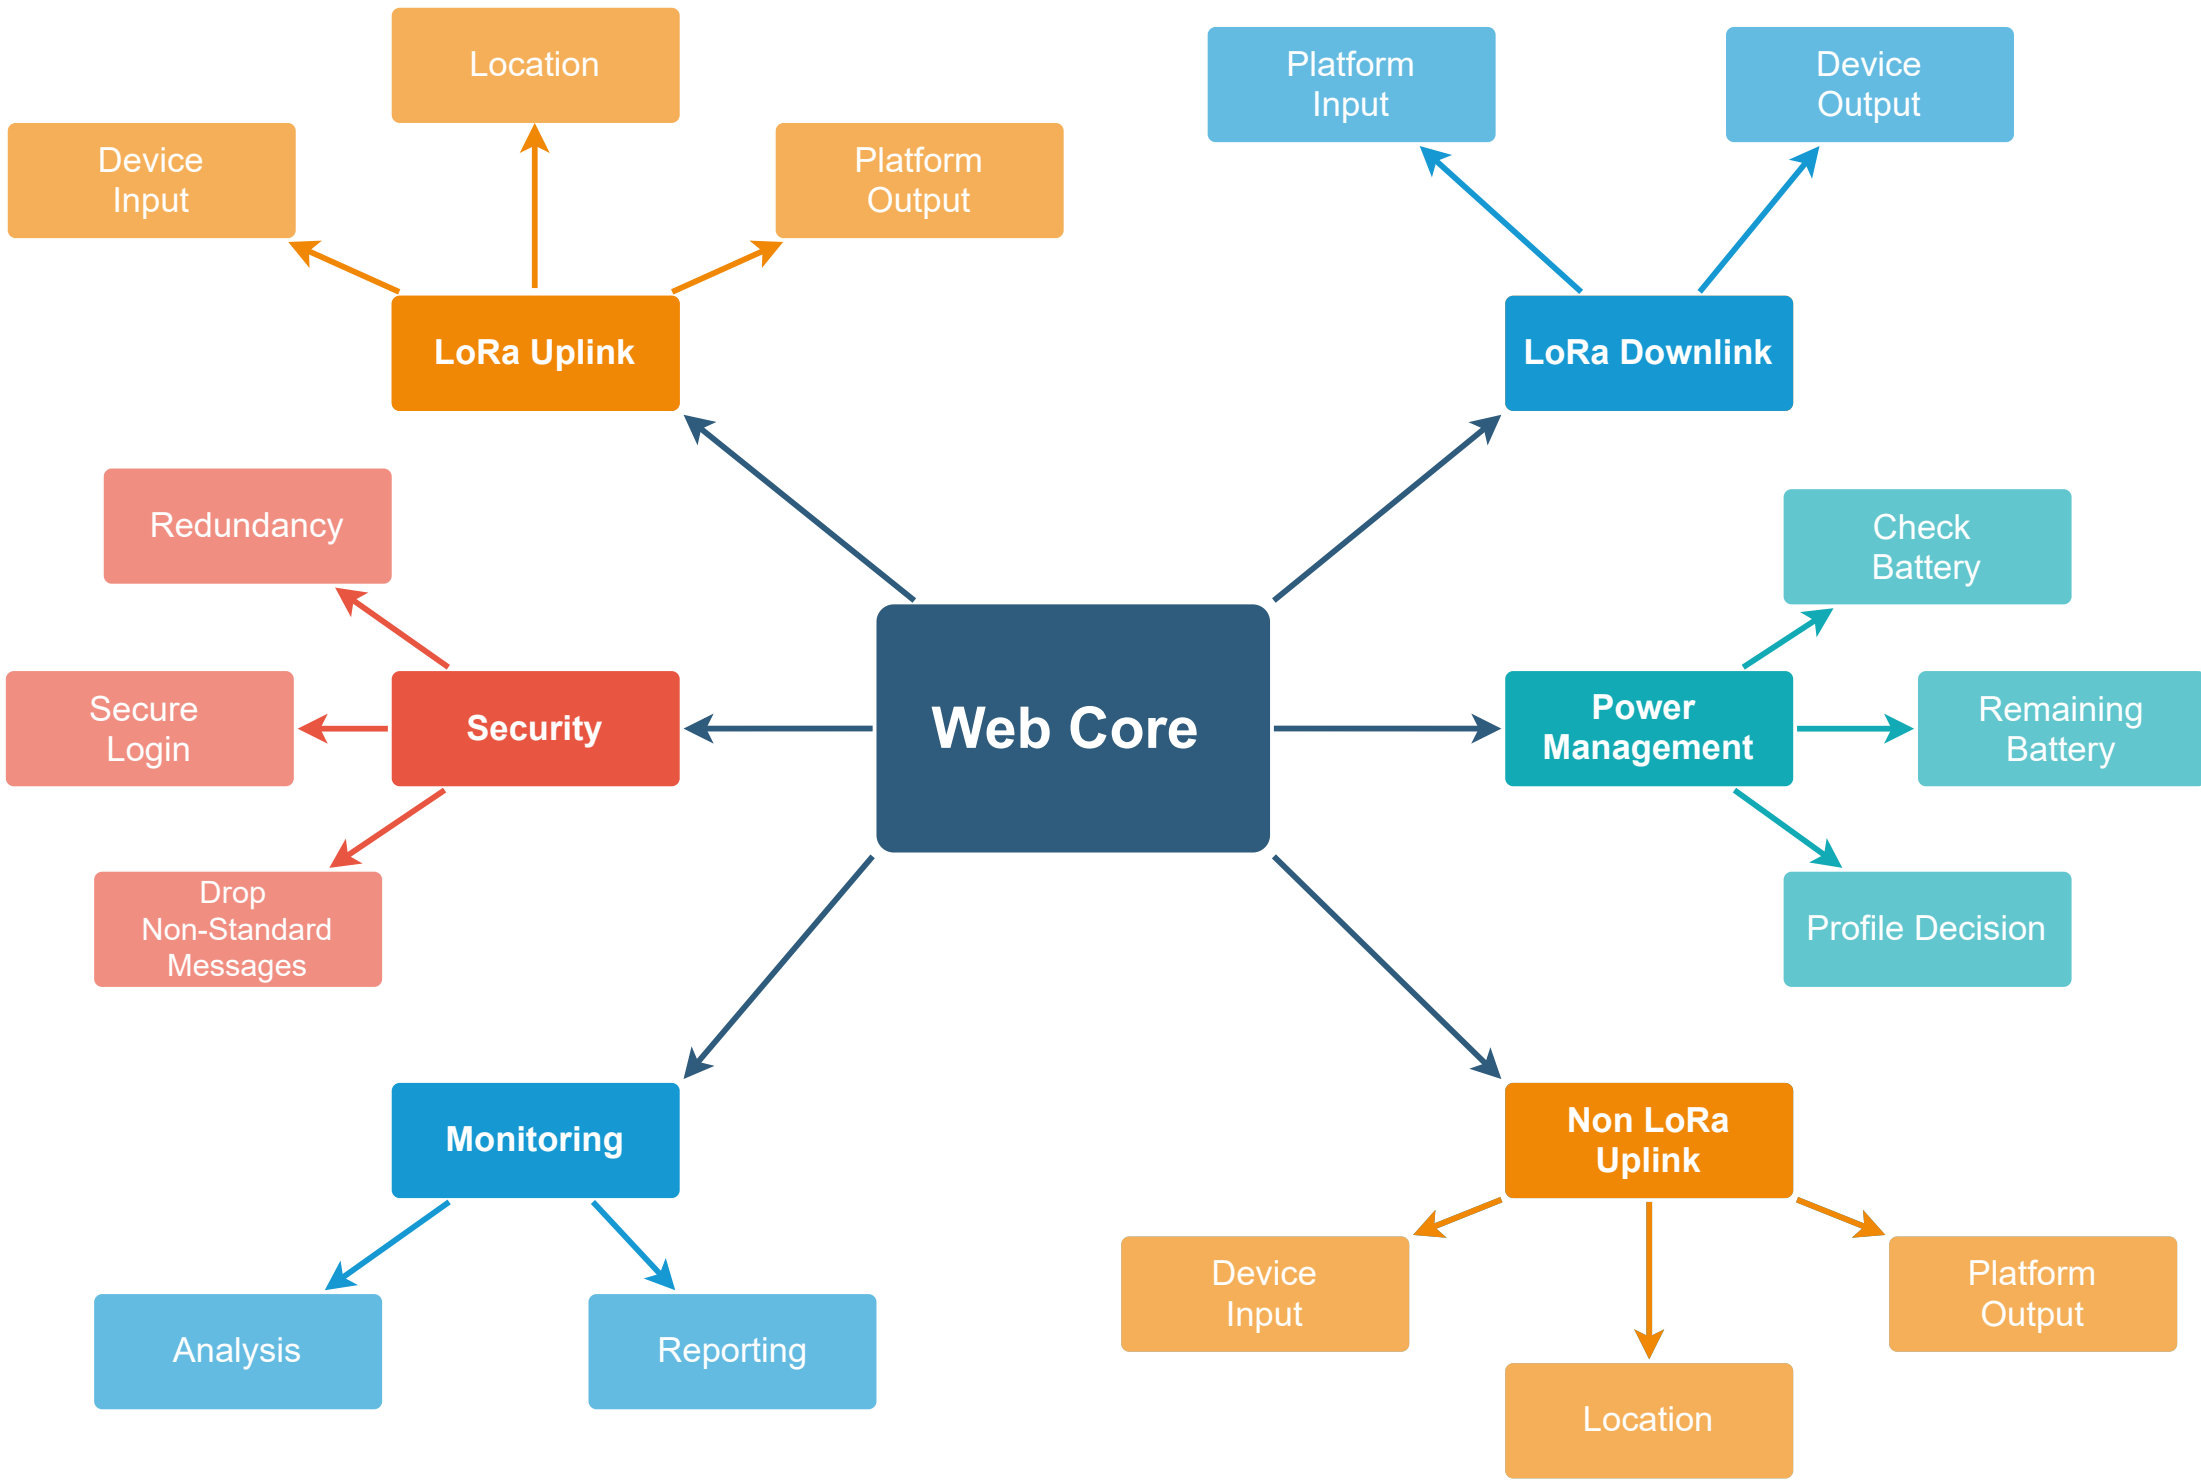 Location
Device
Input
Platform
Output
LoRa Uplink
Platform
Input
Device
Output
LoRa Downlink
Redundancy
Secure
Login
Security
Drop
Non-Standard
Messages
Web Core
Check
Battery
Power
Management
Remaining
Battery
Profile Decision
Monitoring
Analysis
Reporting
Non LoRa
Uplink
Device
Input
Platform
Output
Location